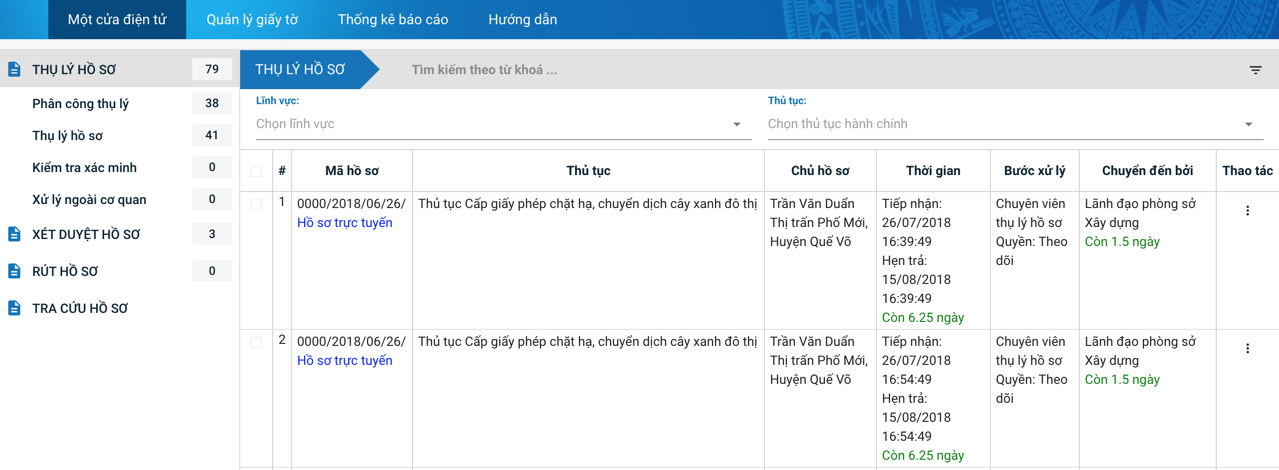 Một cửa điện tử Quản lý giấy tờ Thống kê báo cáo Hướng dẫn
THỤ LÝ HỒ SƠ 79
Phân công thụ lý 38
Thụ lý hồ sơ 41
Kiểm tra xác minh 0
Xử lý ngoài cơ quan 0
XÉT DUYỆT HỒ SƠ 3
RÚT HỒ SƠ 0
TRA CỨU HỒ SƠ
THỤ LÝ HỒ SƠ Tìm kiếm theo từ khoá ...
Lĩnh vực: Thủ tục:
Chọn lĩnh vực Chọn thủ tục hành chính
# Mã hồ sơ Thủ tục Chủ hồ sơ Thời gian Bước xử lý Chuyển đến bởi Thao tác
1
0000/2018/06/26/
Hồ sơ trực tuyến
Thủ tục Cấp giấy phép chặt hạ, chuyển dịch cây xanh đô thị
Trần Văn Duẩn
Thị trấn Phố Mới,
Huyện Quế Võ
Tiếp nhận:
26/07/2018
16:39:49
Hẹn trả:
15/08/2018
16:39:49
Còn 6.25 ngày
Chuyên viên
thụ lý hồ sơ
Quyền: Theo
dõi
Lãnh đạo phòng sở
Xây dựng
Còn 1.5 ngày
2
0000/2018/06/26/
Hồ sơ trực tuyến
Thủ tục Cấp giấy phép chặt hạ, chuyển dịch cây xanh đô thị
Trần Văn Duẩn
Thị trấn Phố Mới,
Huyện Quế Võ
Tiếp nhận:
26/07/2018
16:54:49
Hẹn trả:
15/08/2018
16:54:49
Còn 6.25 ngày
Chuyên viên
thụ lý hồ sơ
Quyền: Theo
dõi
Lãnh đạo phòng sở
Xây dựng
Còn 1.5 ngày